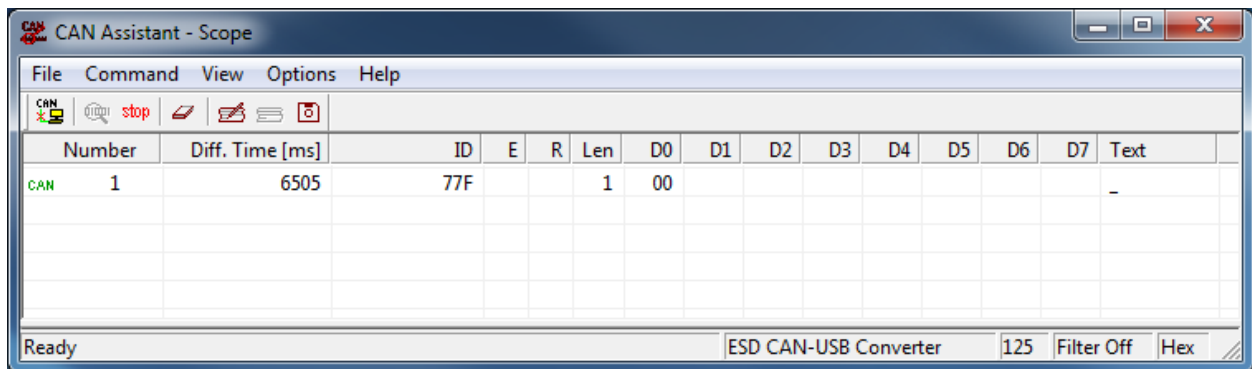 CAN Assistant - Scope
File Command View Options Help
CAN stop
Number Diff. Time [ms] ID E R Len D0 D1 D2 D3 D4 D5 D6 D7 Text
CAN 1 6505 77F 1 00 _
Ready ESD CAN-USB Converter 125 Filter Off Hex